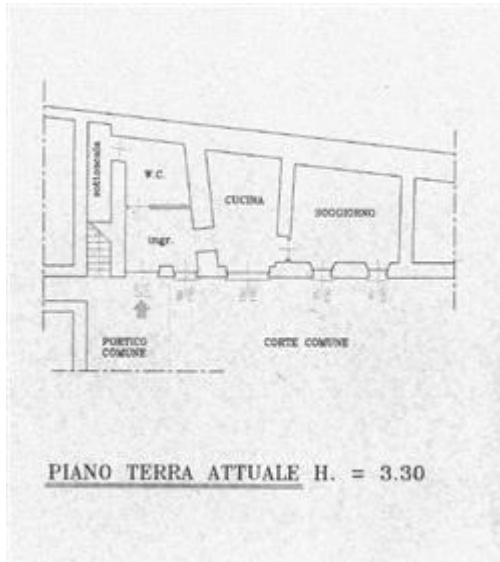 sottoscala
W.C.
CUCINA
SOGGIORNO
ingr.
PORTICO
COMUNE
CORTE COMUNE
PIANO TERRA ATTUALE H. = 3.30